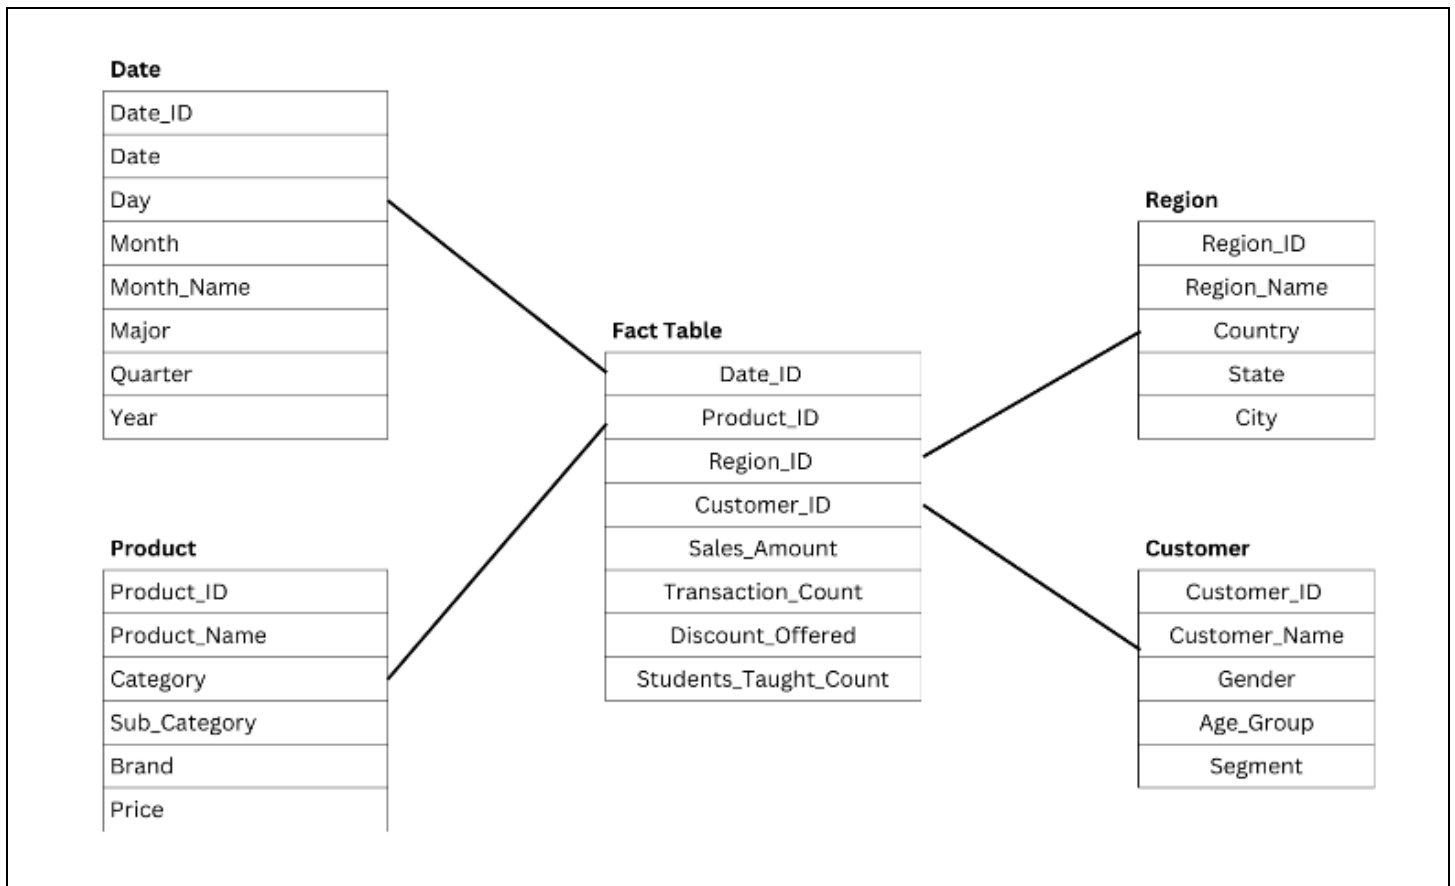 Date
Date_ID
Date
Day
Month
Month_Name
Major
Quarter
Year
Product
Product_ID
Product_Name
Category
Sub_Category
Brand
Price
Fact Table
Date_ID
Product_ID
Region_ID
Customer_ID
Sales_Amount
Transaction_Count
Discount_Offered
Students_Taught_Count
Region
Region_ID
Region_Name
Country
State
City
Customer
Customer_ID
Customer_Name
Gender
Age_Group
Segment